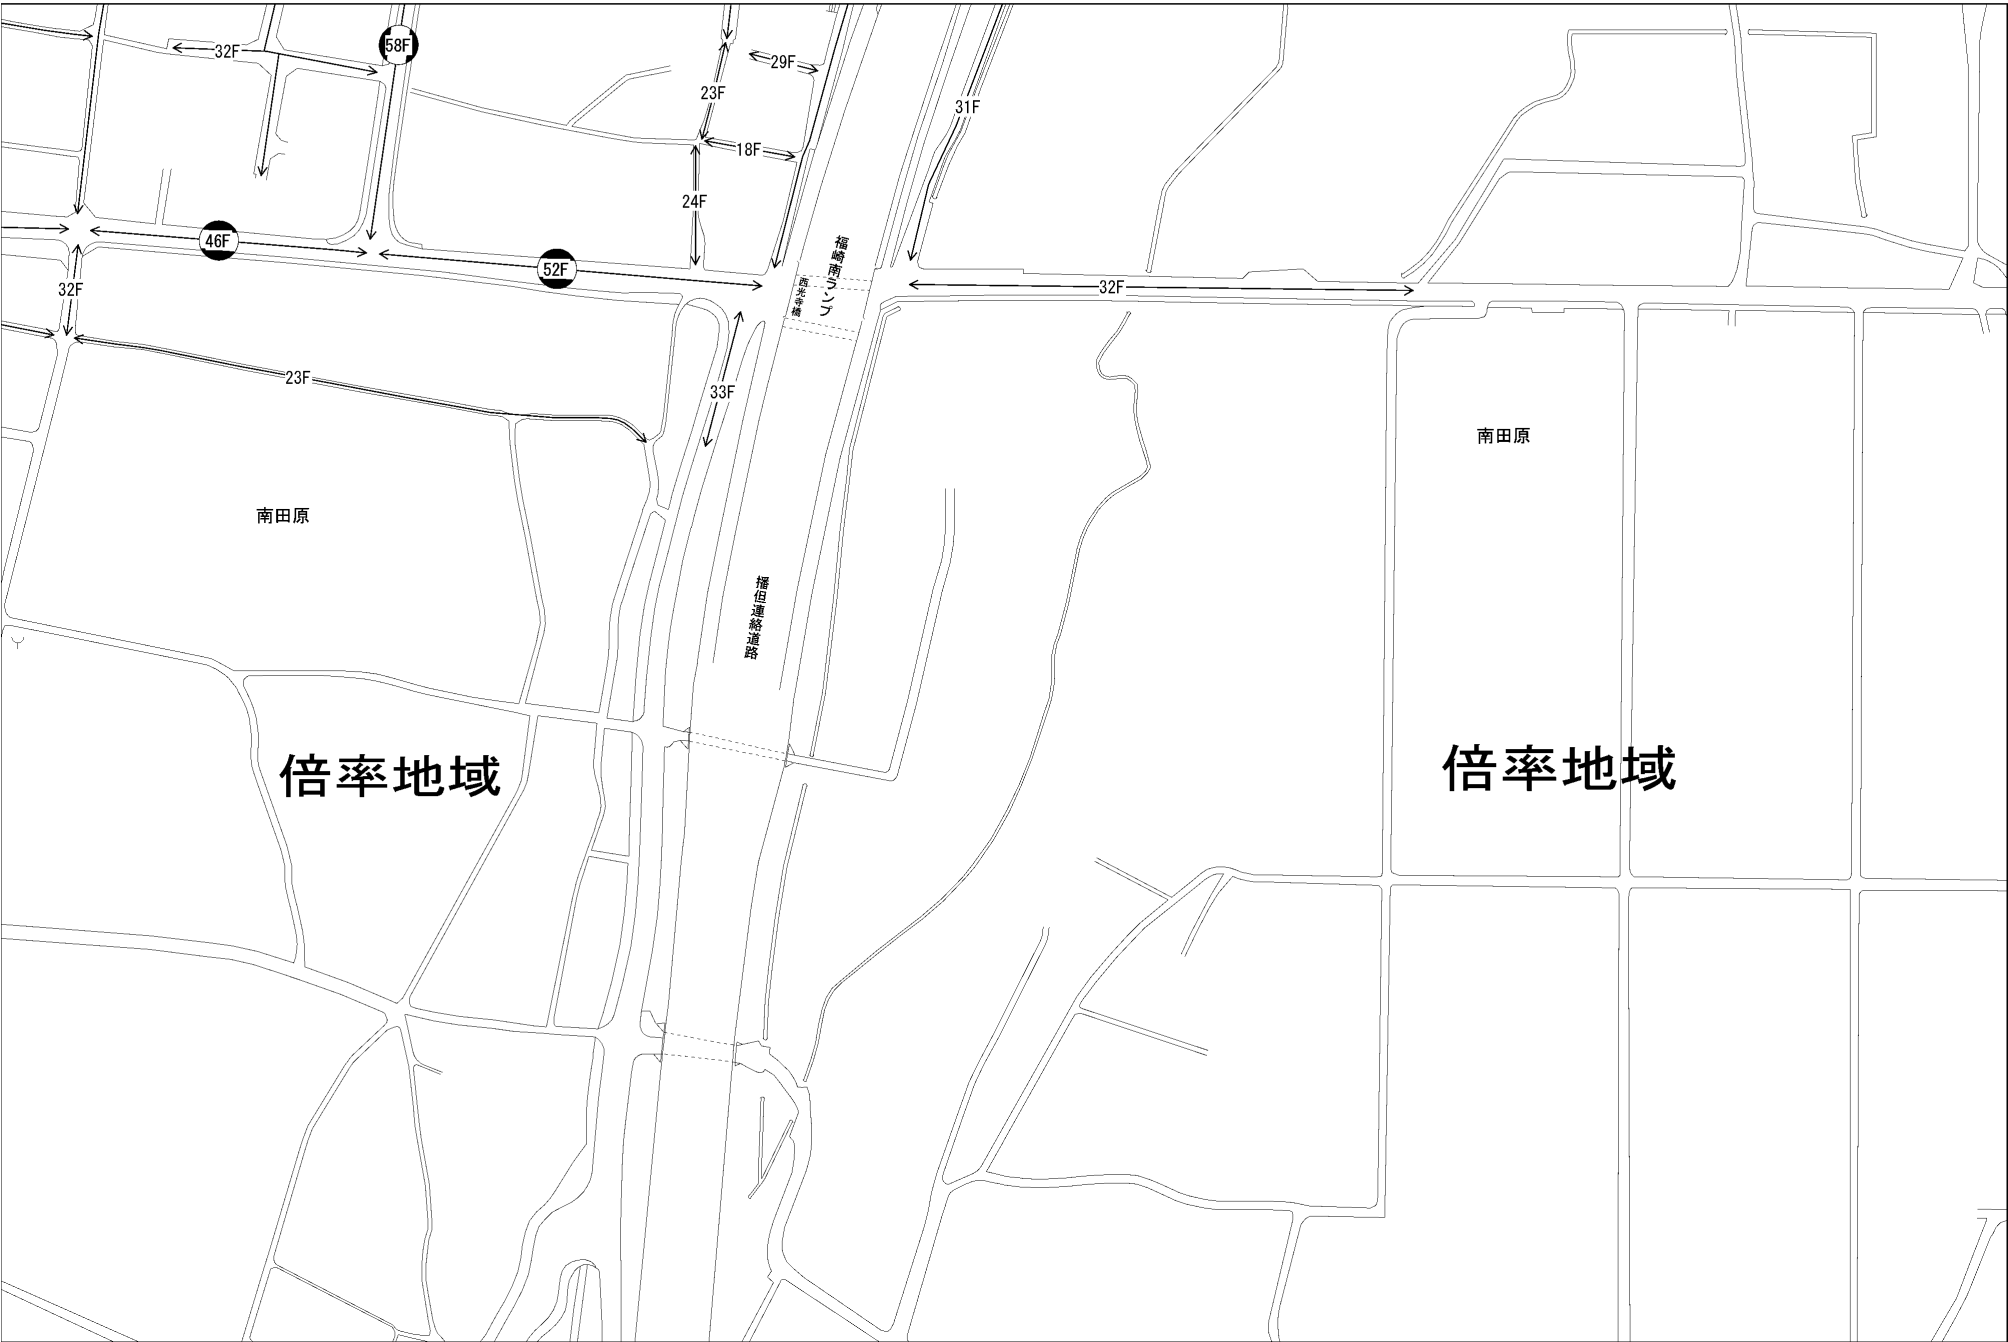 58F
32F
29F
23F
31F
18F
24F
46F
52F
福崎南ランプ
西光寺橋
32F
32F
23F
33F
南田原
南田原
播但連絡道路
倍率地域
倍率地域